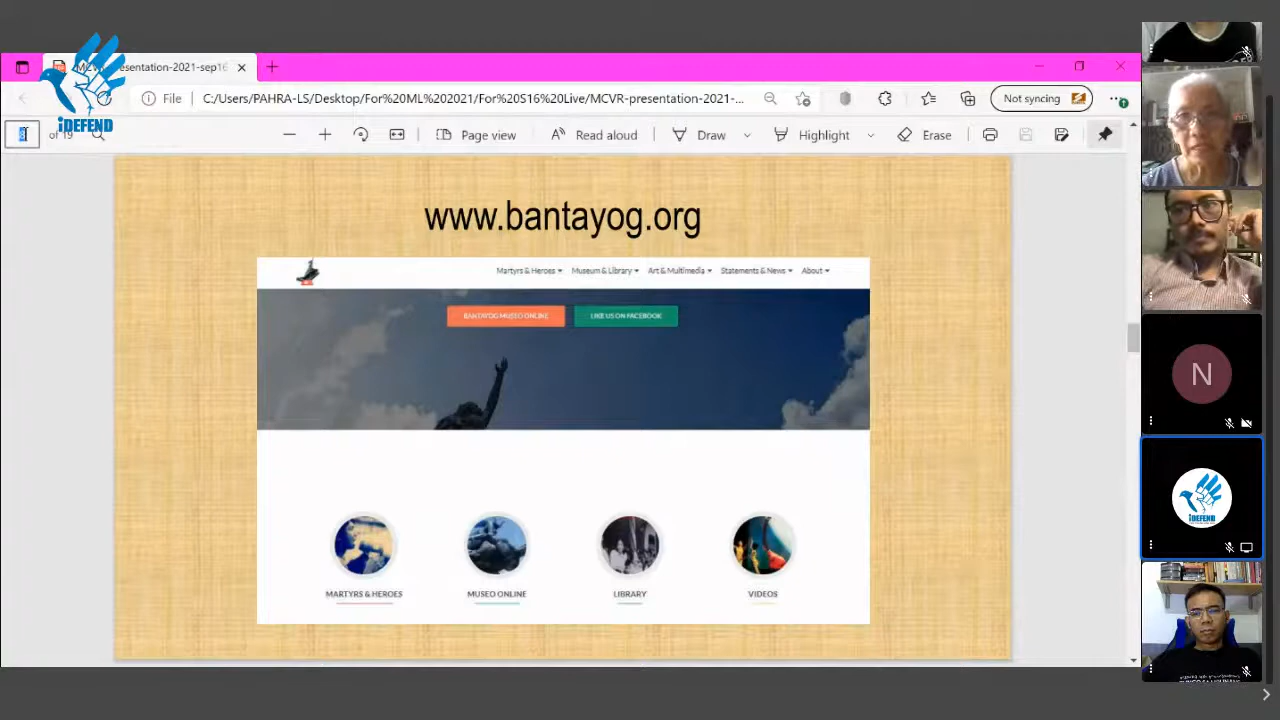 MCVR-presentation-2021-sep16
iDEFEND
File
C:/Users/PAHRA-LS/Desktop/For%20ML%202021/For%20S16%20Live/MCVR-presentation-2021-...
Not syncing
8
of 19
Page view
Read aloud
Draw
Highlight
Erase
www.bantayog.org
Martyrs & Heroes
Museum & Library
Art & Multimedia
Statements & News
About
BANTAYOG MUSEO ONLINE
LIKE US ON FACEBOOK
MARTYRS & HEROES
MUSEO ONLINE
LIBRARY
VIDEOS
N
iDEFEND